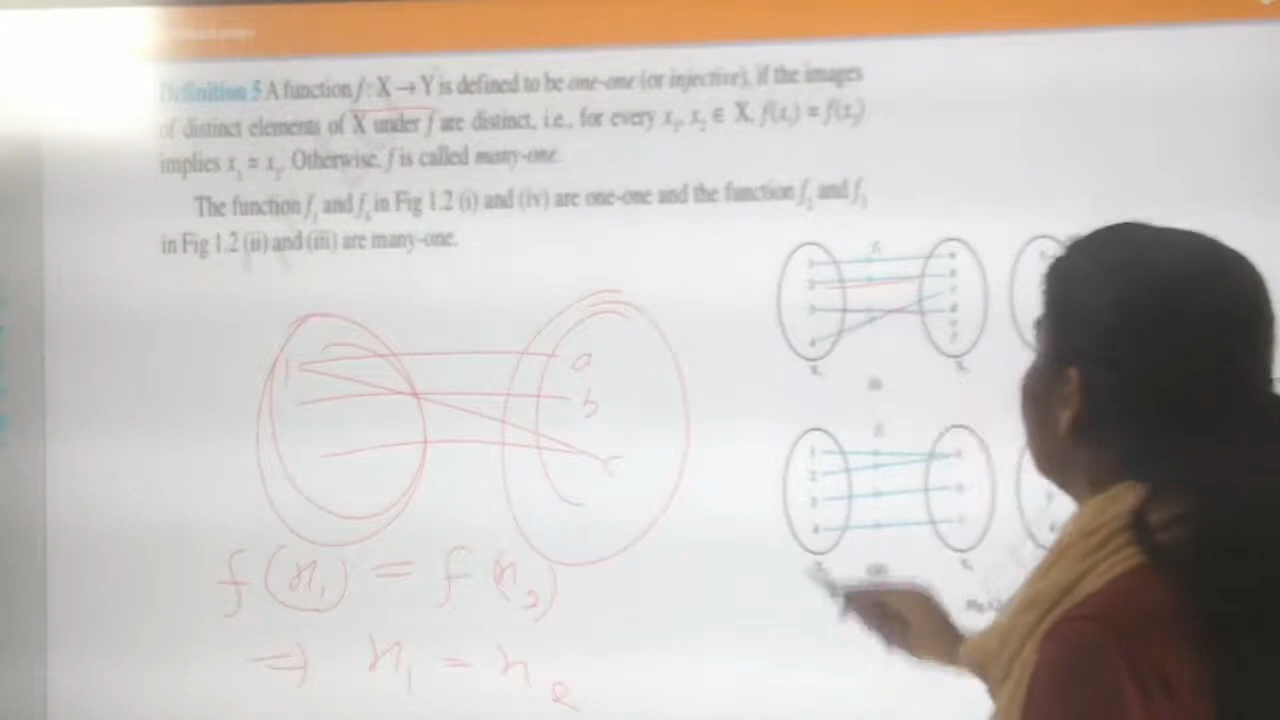 Definition 5 A function f : X → Y is defined to be one-one (or injective), if the images
of distinct elements of X under f are distinct, i.e., for every x₁, x₂ ∈ X, f(x₁) = f(x₂)
implies x₁ = x₂. Otherwise, f is called many-one.
The function f₁ and f₄ in Fig 1.2 (i) and (iv) are one-one and the function f₂ and f₃
in Fig 1.2 (ii) and (iii) are many-one.
1 a
b
c
f(x₁) = f(x₂)
⇒ x₁ = x₂